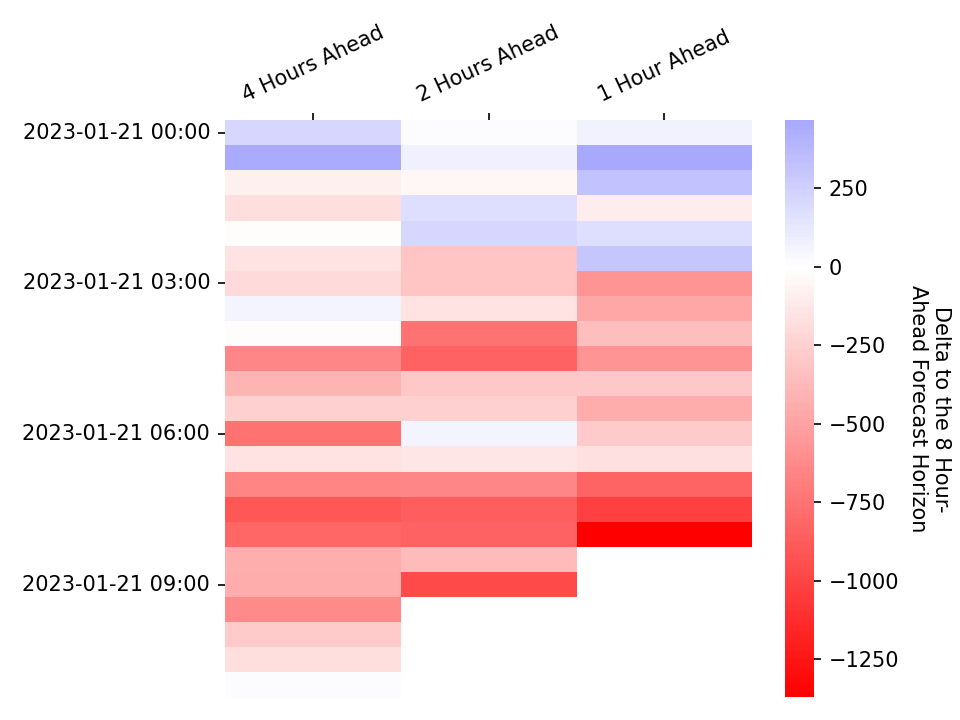 4 Hours Ahead
2 Hours Ahead
1 Hour Ahead
2023-01-21 00:00
2023-01-21 03:00
2023-01-21 06:00
2023-01-21 09:00
250
0
−250
−500
−750
−1000
−1250
Delta to the 8 Hour-
Ahead Forecast Horizon